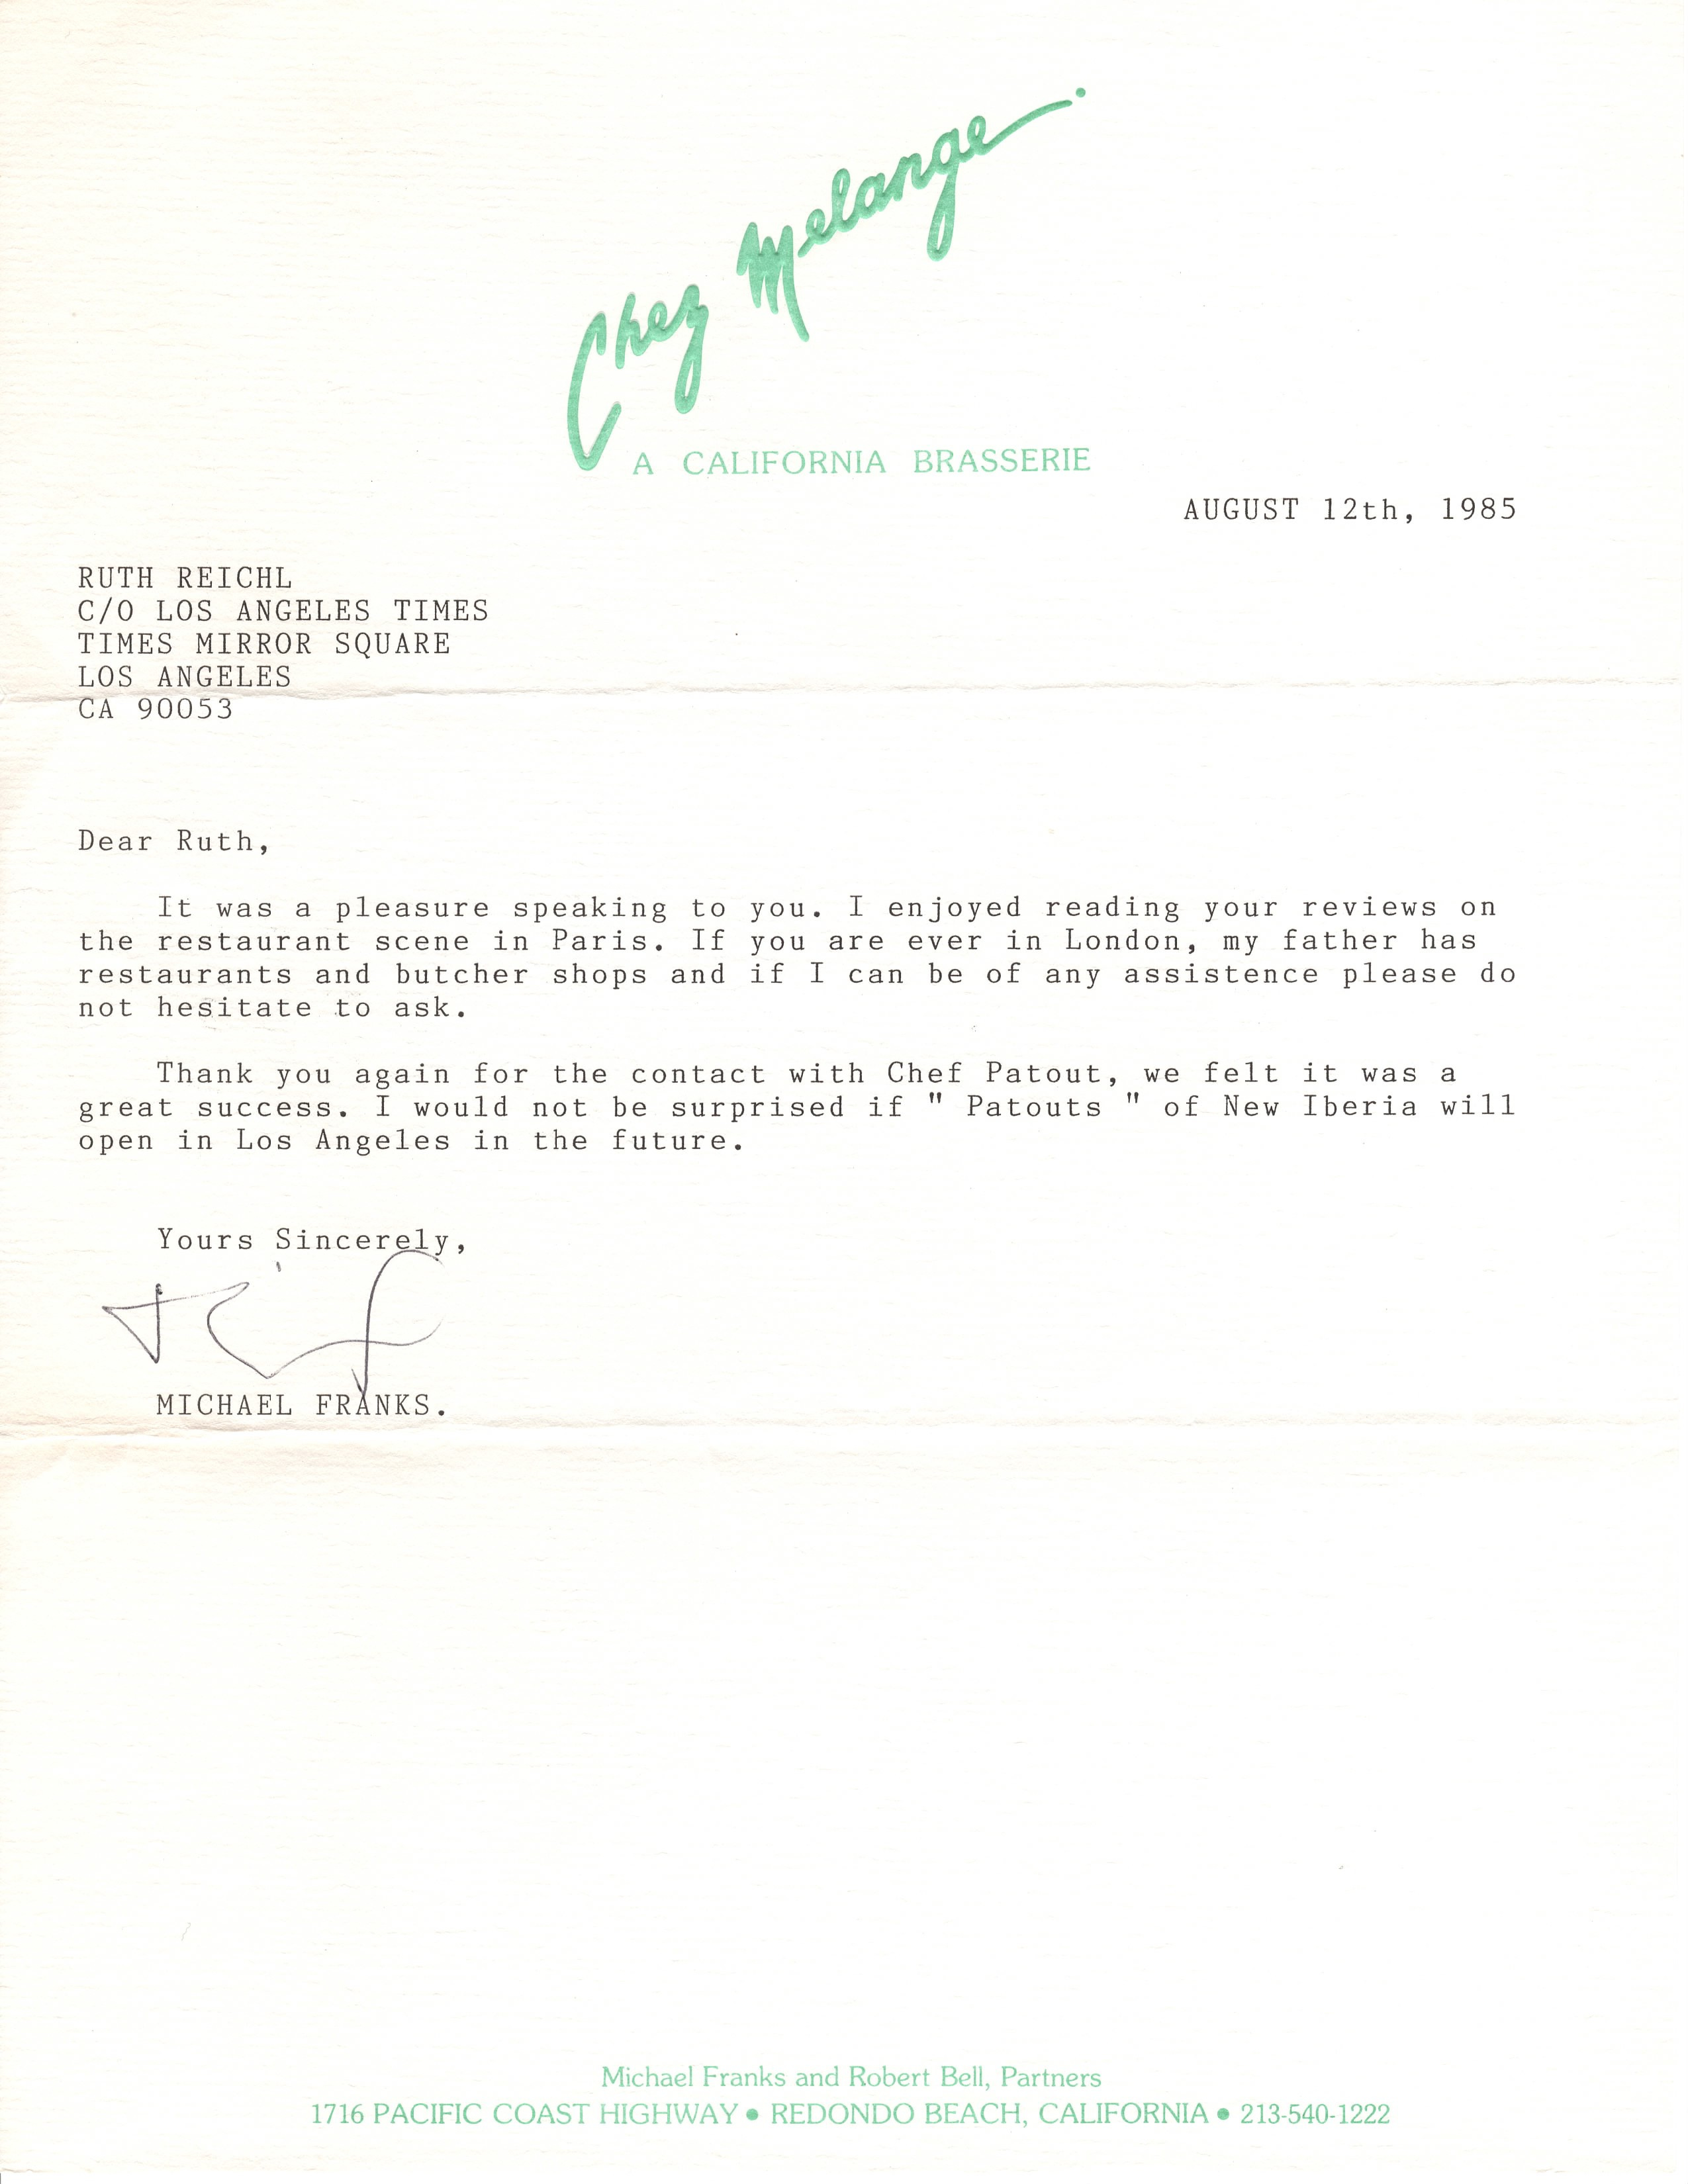 Chez Melange
A CALIFORNIA BRASSERIE
AUGUST 12th, 1985
RUTH REICHL
C/O LOS ANGELES TIMES
TIMES MIRROR SQUARE
LOS ANGELES
CA 90053
Dear Ruth,
It was a pleasure speaking to you. I enjoyed reading your reviews on
the restaurant scene in Paris. If you are ever in London, my father has
restaurants and butcher shops and if I can be of any assistence please do
not hesitate to ask.
Thank you again for the contact with Chef Patout, we felt it was a
great success. I would not be surprised if " Patouts " of New Iberia will
open in Los Angeles in the future.
Yours Sincerely,
MICHAEL FRANKS.
Michael Franks and Robert Bell, Partners
1716 PACIFIC COAST HIGHWAY • REDONDO BEACH, CALIFORNIA • 213-540-1222